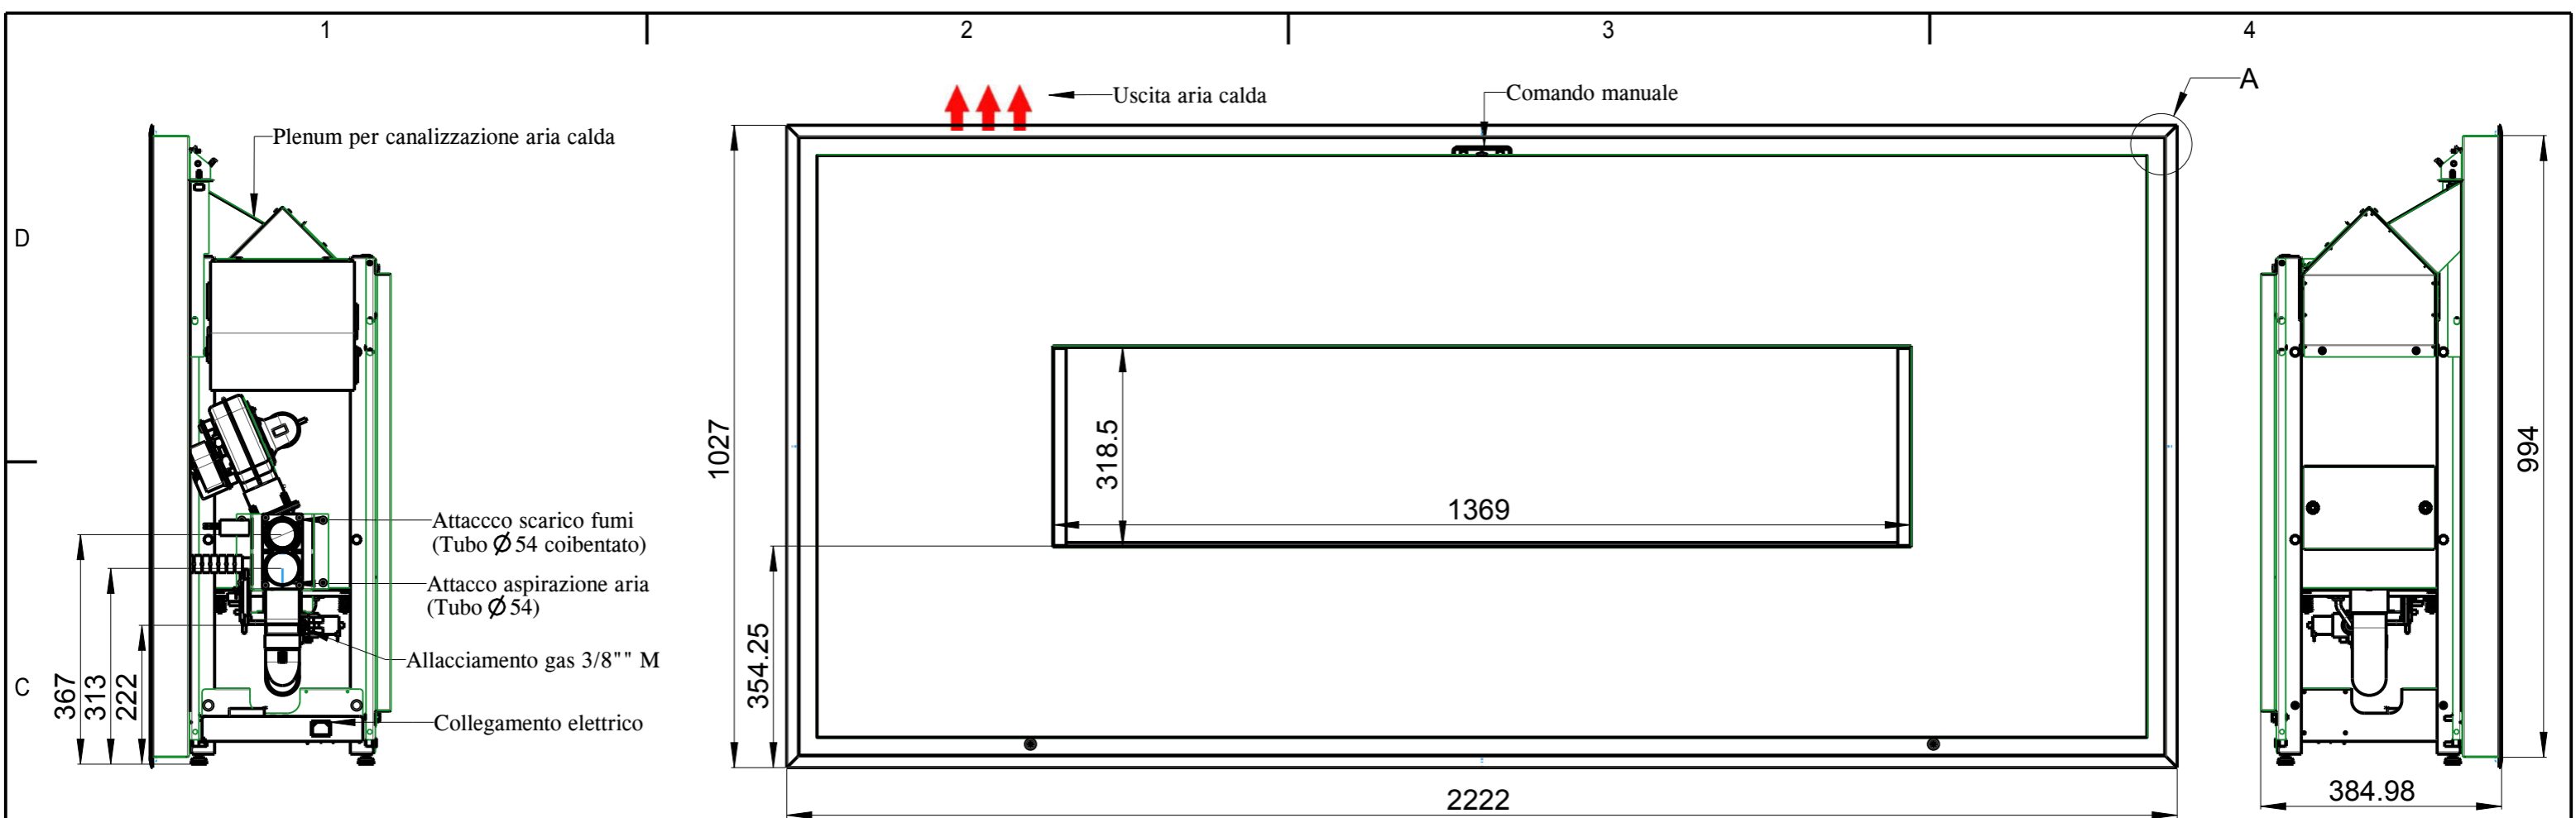 1
2
3
4
Uscita aria calda
Comando manuale
A
Plenum per canalizzazione aria calda
D
1027
318.5
1369
994
Attaccco scarico fumi
(Tubo Ø 54 coibentato)
Attacco aspirazione aria
(Tubo Ø 54)
Allacciamento gas 3/8"" M
C
367
313
222
354.25
Collegamento elettrico
2222
384.98